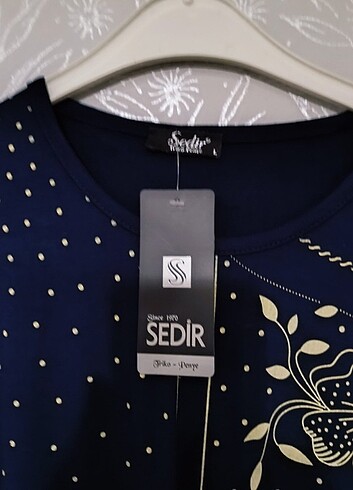 Sedir
L
SS
Since 1970
SEDİR
Triko - Penye